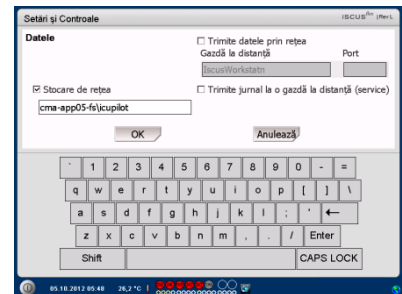 Setări și Controale
ISCUSflex |RerL
Datele
☐ Trimite datele prin rețea
Gazdă la distanță Port
IscusWorkstatn
☑ Stocare de rețea
☐ Trimite jurnal la o gazdă la distanță (service)
cma-app05-fs\icupilot
OK Anulează
` 1 2 3 4 5 6 7 8 9 0 - =
q w e r t y u i o p [ ] \
a s d f g h j k l ; ' ←
z x c v b n m , . / Enter
Shift CAPS LOCK
05.10.2012 05:48 26,2 °C